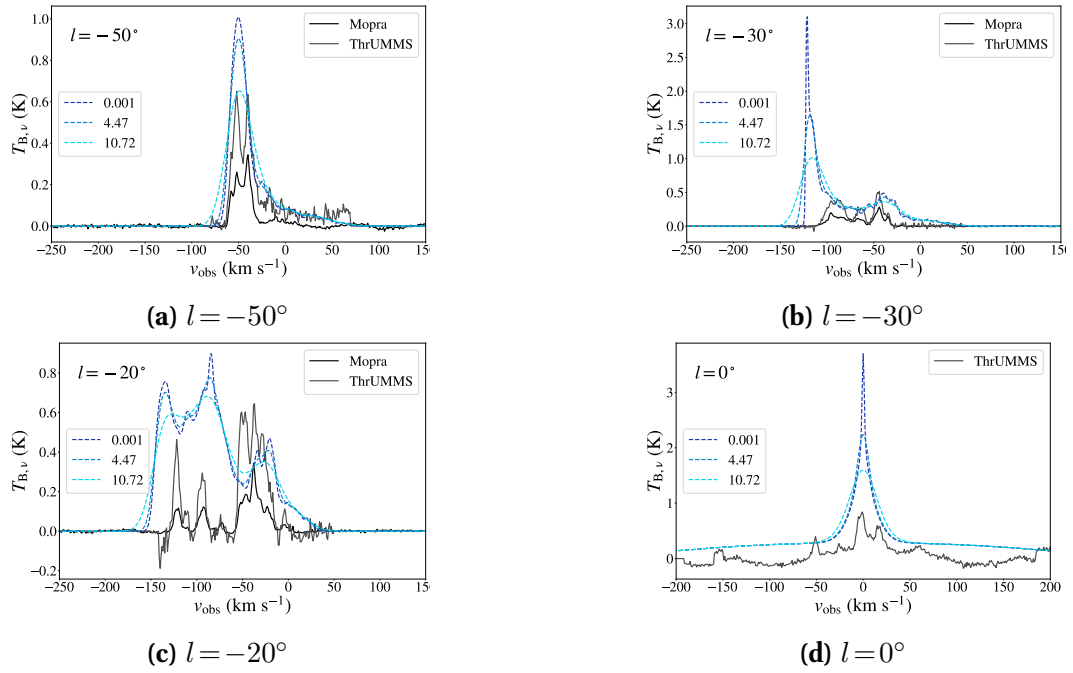 l = −50°
Mopra
ThrUMMS
0.001
4.47
10.72
T_B,ν (K)
1.0
0.8
0.6
0.4
0.2
0.0
−250 −200 −150 −100 −50 0 50 100 150
v_obs (km s⁻¹)
(a) l = −50°
l = −30°
Mopra
ThrUMMS
0.001
4.47
10.72
T_B,ν (K)
3.0
2.5
2.0
1.5
1.0
0.5
0.0
−250 −200 −150 −100 −50 0 50 100 150
v_obs (km s⁻¹)
(b) l = −30°
l = −20°
Mopra
ThrUMMS
0.001
4.47
10.72
T_B,ν (K)
0.8
0.6
0.4
0.2
0.0
−0.2
−250 −200 −150 −100 −50 0 50 100 15
v_obs (km s⁻¹)
(c) l = −20°
l = 0°
ThrUMMS
0.001
4.47
10.72
T_B,ν (K)
3
2
1
0
−200 −150 −100 −50 0 50 100 150 200
v_obs (km s⁻¹)
(d) l = 0°